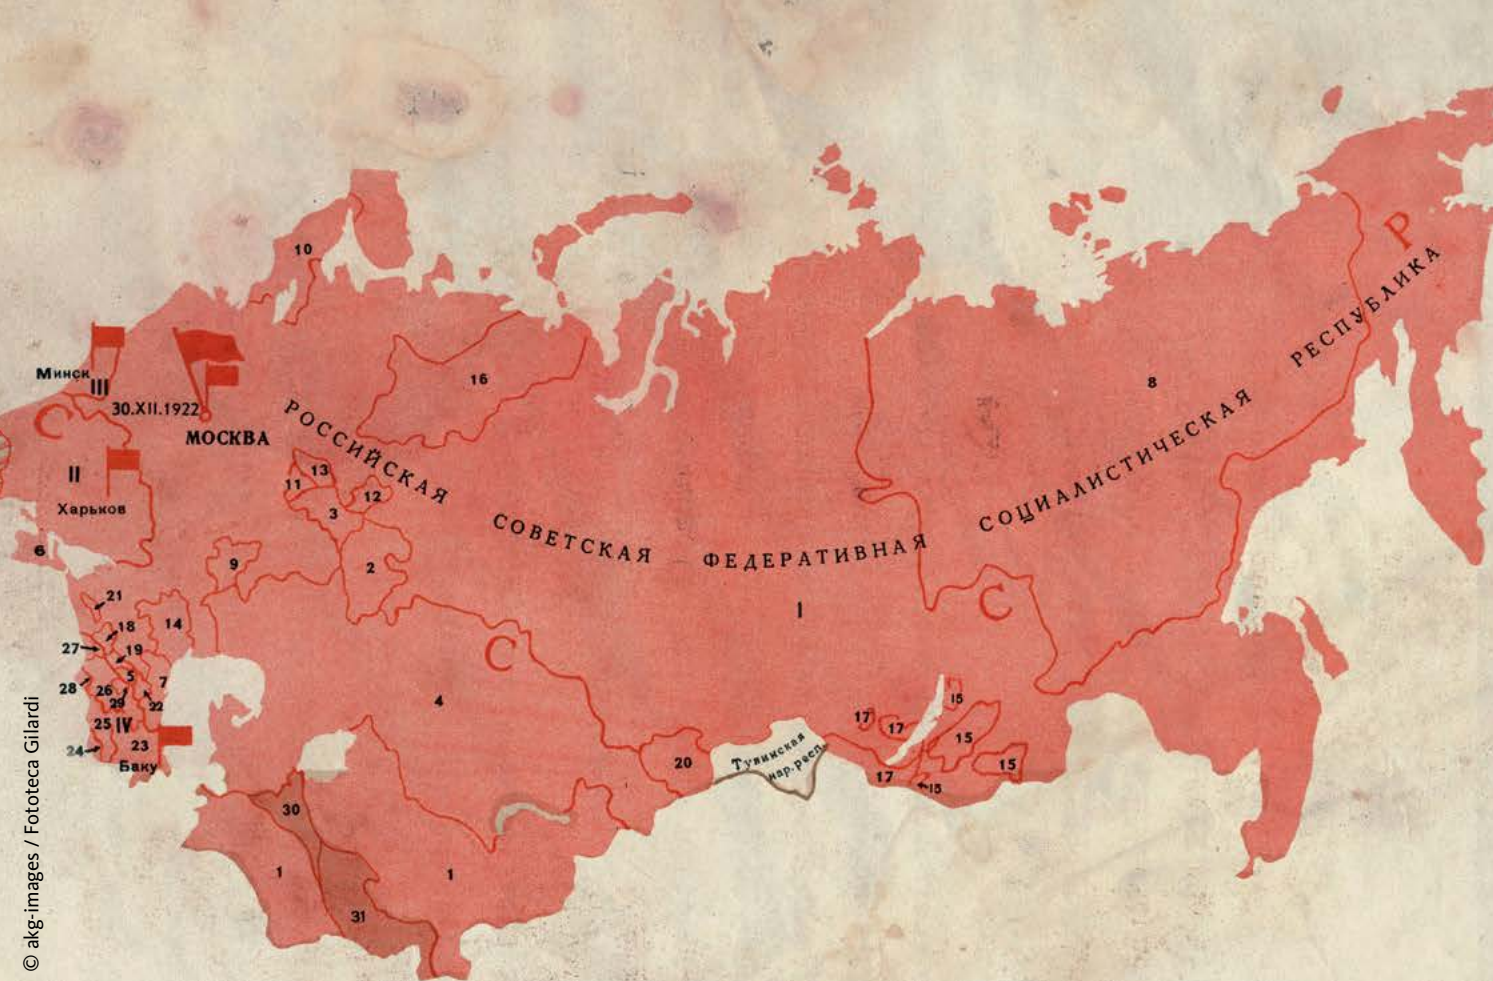 10
Р
16
8
Минск
III
30.XII.1922
МОСКВА
С
II
Харьков
РОССИЙСКАЯ СОВЕТСКАЯ ФЕДЕРАТИВНАЯ СОЦИАЛИСТИЧЕСКАЯ РЕСПУБЛИКА
13
11
12
3
6
9
2
С
I
21
18
14
27
19
С
5
7
28
26
29
22
4
15
17
17
25
IV
15
24
23
Баку
20
Тувинская
нар. респ.
15
17
15
30
1
1
31
© akg-images / Fototeca Gilardi